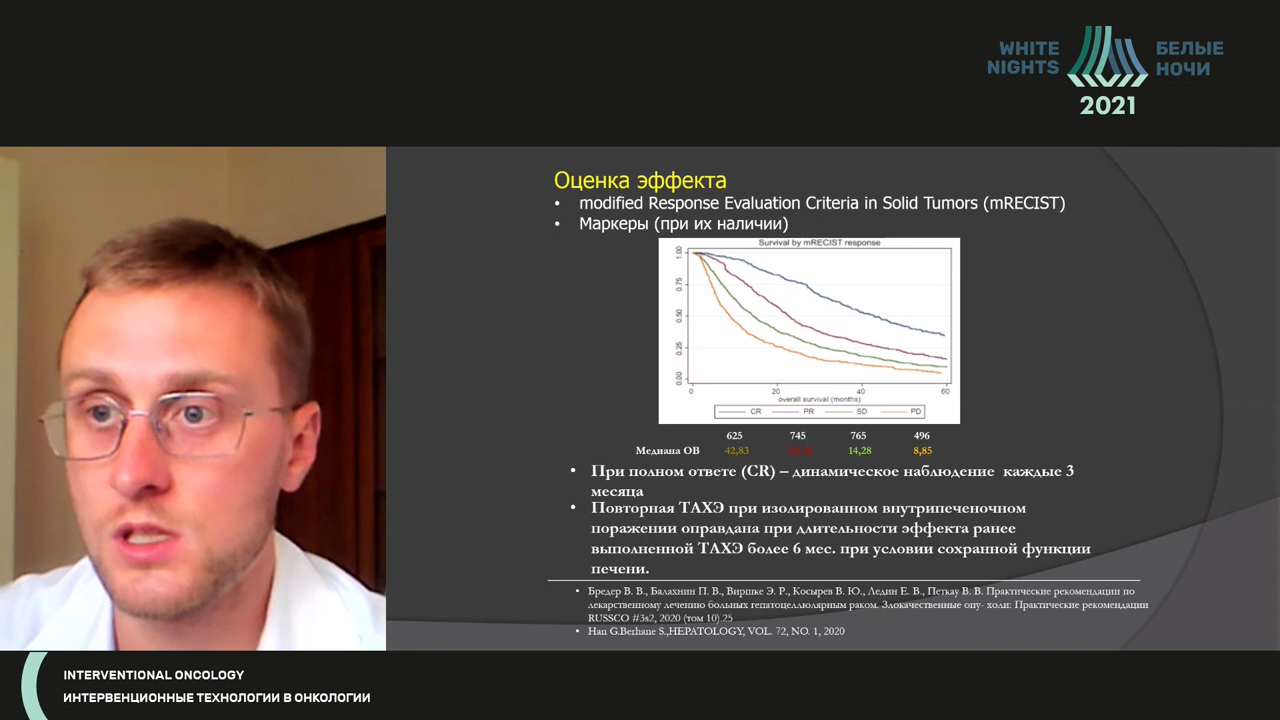 WHITE NIGHTS
БЕЛЫЕ НОЧИ
2021
Оценка эффекта
• modified Response Evaluation Criteria in Solid Tumors (mRECIST)
• Маркеры (при их наличии)
Survival by mRECIST response
1.00
0.75
0.50
0.25
0.00
0 20 40 60
overall survival (months)
CR PR SD PD
625 745 765 496
Медиана ОВ 42,83 14,28 8,85
• При полном ответе (CR) – динамическое наблюдение каждые 3
месяца
• Повторная ТАХЭ при изолированном внутрипеченочном
поражении оправдана при длительности эффекта ранее
выполненной ТАХЭ более 6 мес. при условии сохранной функции
печени.
• Бредер В. В., Балахнин П. В., Виршке Э. Р., Косырев В. Ю., Ледин Е. В., Петкау В. В. Практические рекомендации по
лекарственному лечению больных гепатоцеллюлярным раком. Злокачественные опу- холи: Практические рекомендации
RUSSCO #3s2, 2020 (том 10).25
• Han G.Berhane S.,HEPATOLOGY, VOL. 72, NO. 1, 2020
INTERVENTIONAL ONCOLOGY
ИНТЕРВЕНЦИОННЫЕ ТЕХНОЛОГИИ В ОНКОЛОГИИ